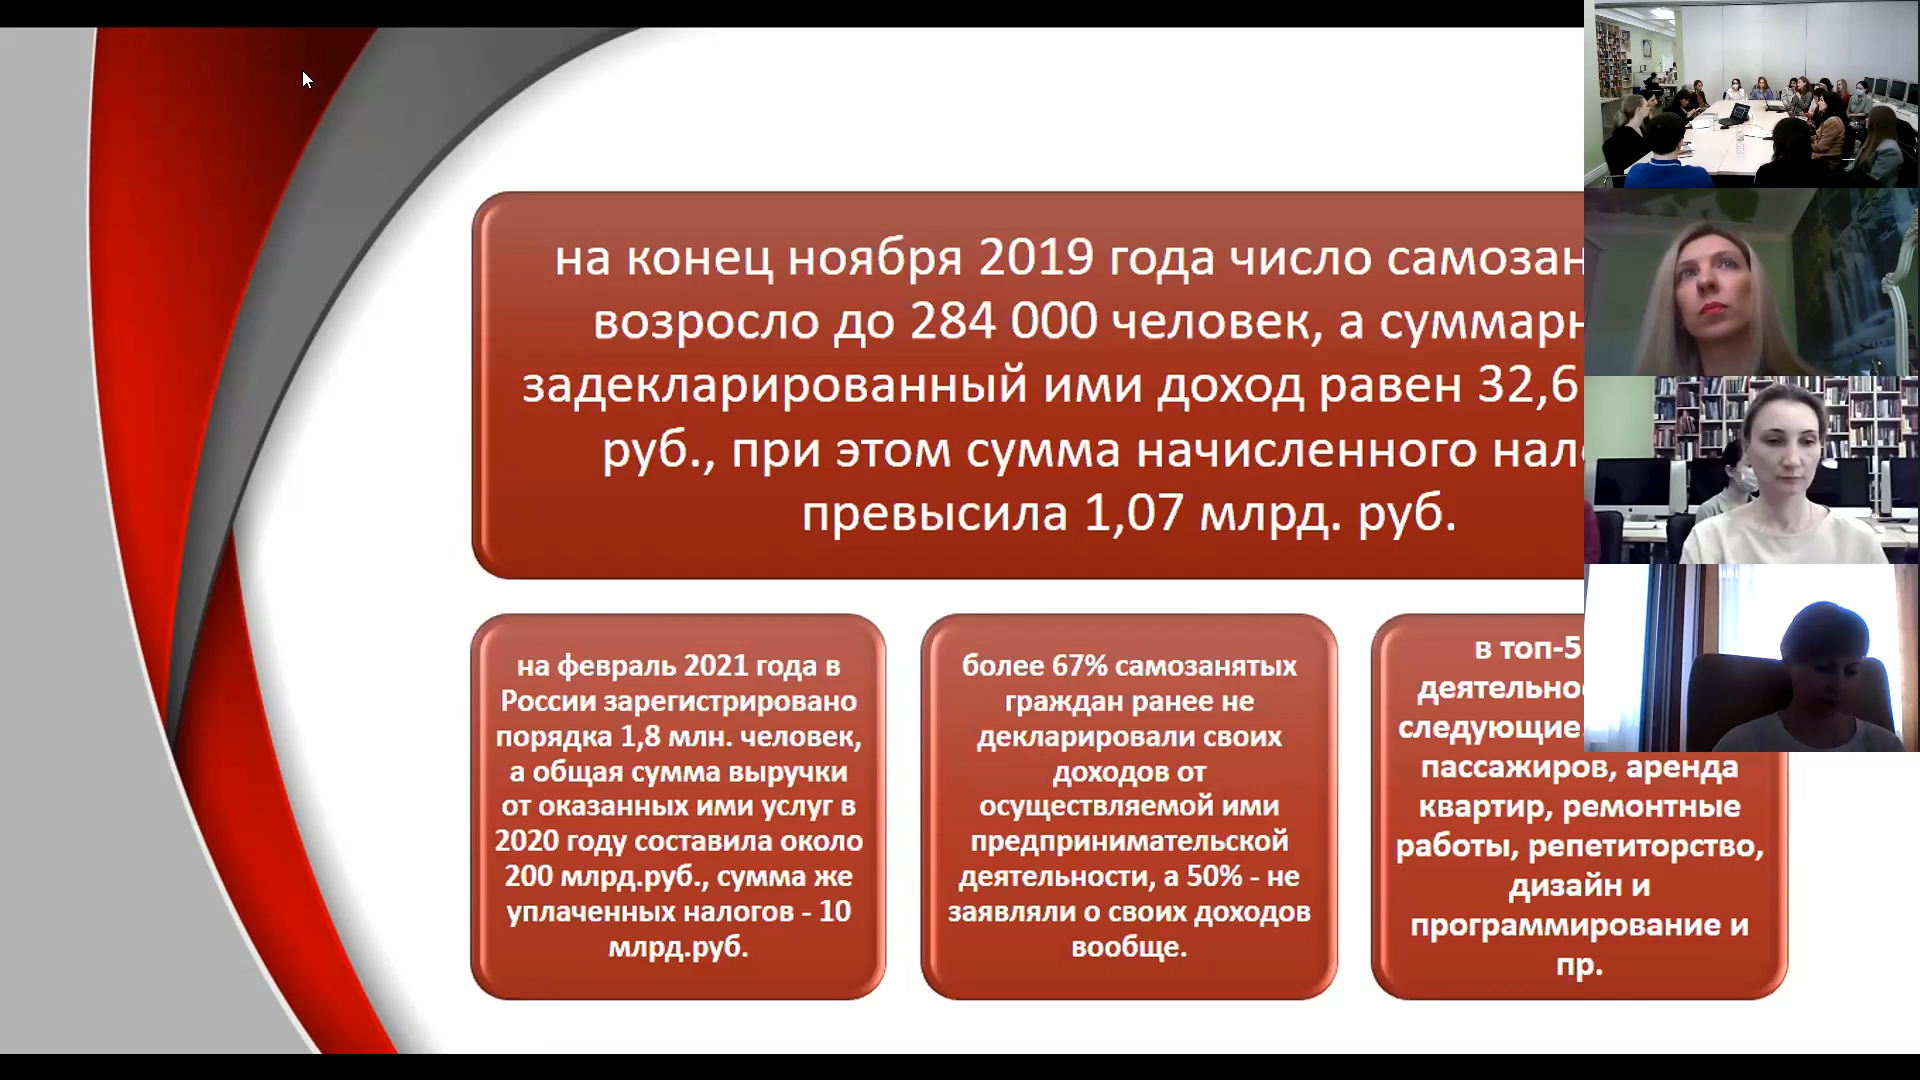 на конец ноября 2019 года число
возросло до 284 000 человек, а
задекларированный ими доход равен 32,6
руб., при этом сумма начисленного
превысила 1,07 млрд. руб.
на февраль 2021 года в
России зарегистрировано
порядка 1,8 млн. человек,
а общая сумма выручки
от оказанных ими услуг в
2020 году составила около
200 млрд.руб., сумма же
уплаченных налогов - 10
млрд.руб.
более 67% самозанятых
граждан ранее не
декларировали своих
доходов от
осуществляемой ими
предпринимательской
деятельности, а 50% - не
заявляли о своих доходов
вообще.
в топ-5
следующие
пассажиров, аренда
квартир, ремонтные
работы, репетиторство,
дизайн и
программирование и
пр.